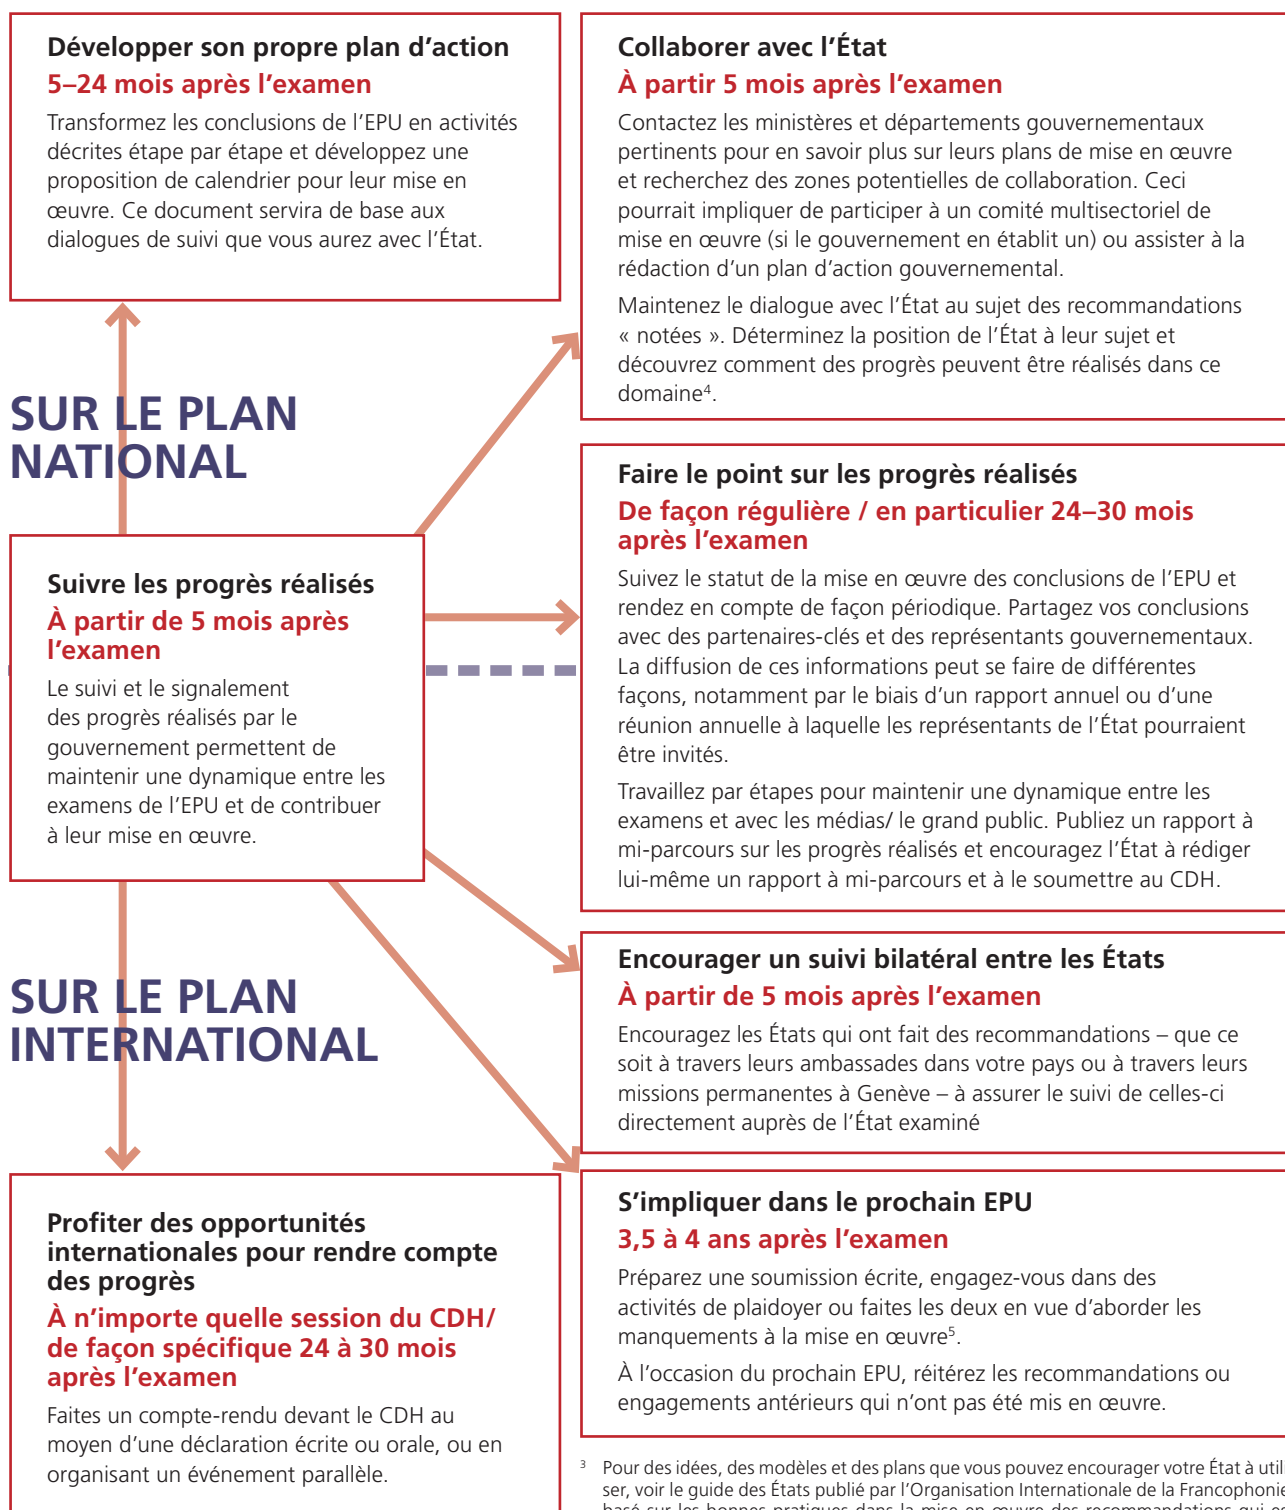 Développer son propre plan d’action
5–24 mois après l’examen
Transformez les conclusions de l’EPU en activités
décrites étape par étape et développez une
proposition de calendrier pour leur mise en
œuvre. Ce document servira de base aux
dialogues de suivi que vous aurez avec l’État.
Collaborer avec l’État
À partir 5 mois après l’examen
Contactez les ministères et départements gouvernementaux
pertinents pour en savoir plus sur leurs plans de mise en œuvre
et recherchez des zones potentielles de collaboration. Ceci
pourrait impliquer de participer à un comité multisectoriel de
mise en œuvre (si le gouvernement en établit un) ou assister à la
rédaction d’un plan d’action gouvernemental.
Maintenez le dialogue avec l’État au sujet des recommandations
« notées ». Déterminez la position de l’État à leur sujet et
découvrez comment des progrès peuvent être réalisés dans ce
domaine⁴.
SUR LE PLAN
NATIONAL
Suivre les progrès réalisés
À partir de 5 mois après
l’examen
Le suivi et le signalement
des progrès réalisés par le
gouvernement permettent de
maintenir une dynamique entre les
examens de l’EPU et de contribuer
à leur mise en œuvre.
Faire le point sur les progrès réalisés
De façon régulière / en particulier 24–30 mois
après l’examen
Suivez le statut de la mise en œuvre des conclusions de l’EPU et
rendez en compte de façon périodique. Partagez vos conclusions
avec des partenaires-clés et des représentants gouvernementaux.
La diffusion de ces informations peut se faire de différentes
façons, notamment par le biais d’un rapport annuel ou d’une
réunion annuelle à laquelle les représentants de l’État pourraient
être invités.
Travaillez par étapes pour maintenir une dynamique entre les
examens et avec les médias/ le grand public. Publiez un rapport à
mi-parcours sur les progrès réalisés et encouragez l’État à rédiger
lui-même un rapport à mi-parcours et à le soumettre au CDH.
SUR LE PLAN
INTERNATIONAL
Encourager un suivi bilatéral entre les États
À partir de 5 mois après l’examen
Encouragez les États qui ont fait des recommandations – que ce
soit à travers leurs ambassades dans votre pays ou à travers leurs
missions permanentes à Genève – à assurer le suivi de celles-ci
directement auprès de l’État examiné
Profiter des opportunités
internationales pour rendre compte
des progrès
À n’importe quelle session du CDH/
de façon spécifique 24 à 30 mois
après l’examen
Faites un compte-rendu devant le CDH au
moyen d’une déclaration écrite ou orale, ou en
organisant un événement parallèle.
S’impliquer dans le prochain EPU
3,5 à 4 ans après l’examen
Préparez une soumission écrite, engagez-vous dans des
activités de plaidoyer ou faites les deux en vue d’aborder les
manquements à la mise en œuvre⁵.
À l’occasion du prochain EPU, réitérez les recommandations ou
engagements antérieurs qui n’ont pas été mis en œuvre.
³ Pour des idées, des modèles et des plans que vous pouvez encourager votre État à utili
ser, voir le guide des États publié par l’Organisation Internationale de la Francophonie
basé sur les bonnes pratiques dans la mise en œuvre des recommandations qui